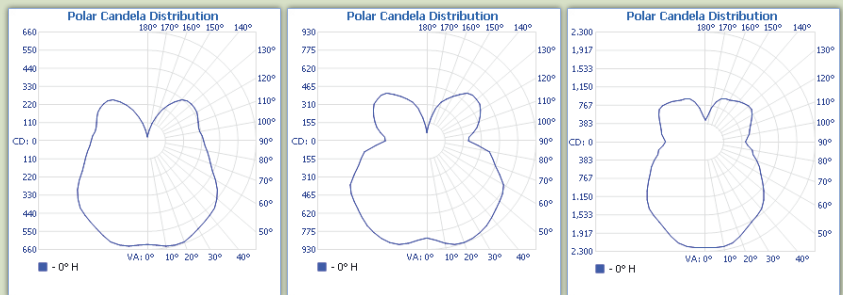 Polar Candela Distribution
660 180° 170° 160° 150° 140°
550 130°
440
330 120°
220 110°
110 100°
CD: 0 90°
110 80°
220 70°
330
440 60°
550 50°
660
VA: 0° 10° 20° 30° 40°
- 0° H
Polar Candela Distribution
930 180° 170° 160° 150° 140°
775 130°
620
465 120°
310 110°
155 100°
CD: 0 90°
155 80°
310 70°
465
620 60°
775 50°
930
VA: 0° 10° 20° 30° 40°
- 0° H
Polar Candela Distribution
2.300 180° 170° 160° 150° 140°
1,917 130°
1,533
1.150 120°
767 110°
383 100°
CD: 0 90°
383 80°
767 70°
1.150
1,533 60°
1.917 50°
2.300
VA: 0° 10° 20° 30° 40°
- 0° H